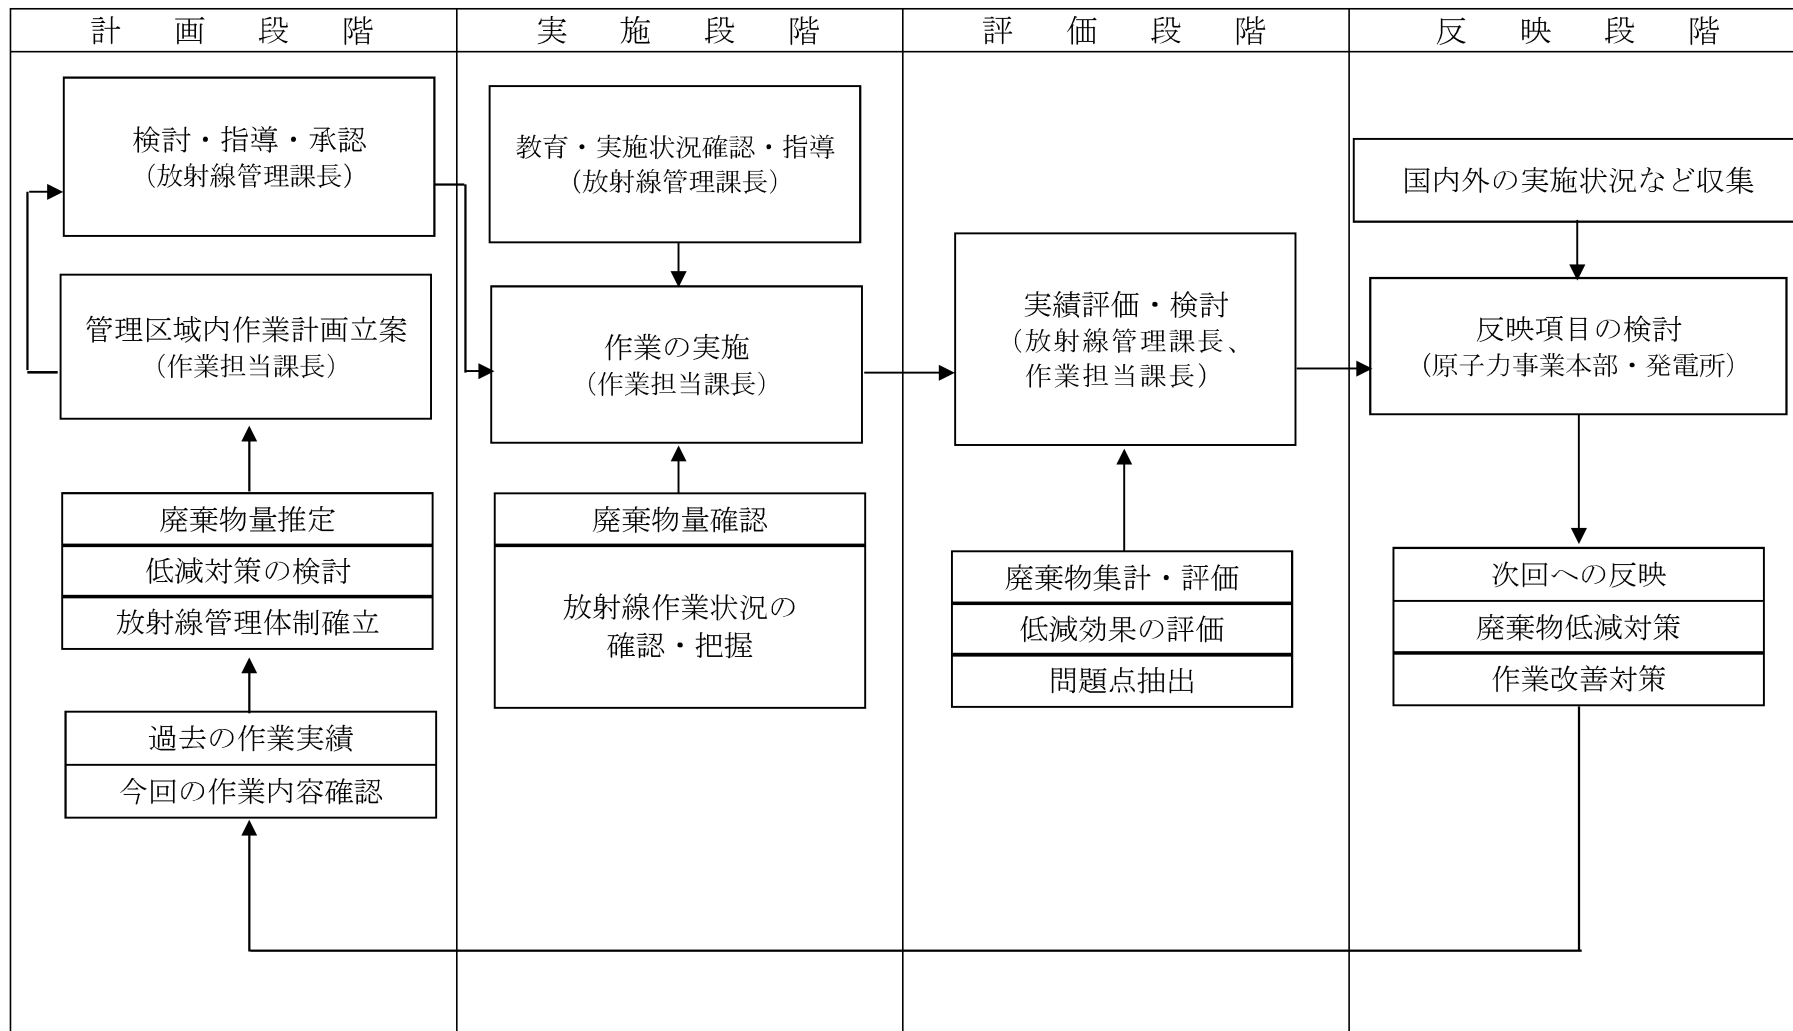 計画段階
検討・指導・承認
（放射線管理課長）
管理区域内作業計画立案
（作業担当課長）
廃棄物量推定
低減対策の検討
放射線管理体制確立
過去の作業実績
今回の作業内容確認
実施段階
教育・実施状況確認・指導
（放射線管理課長）
作業の実施
（作業担当課長）
廃棄物量確認
放射線作業状況の
確認・把握
評価段階
実績評価・検討
（放射線管理課長、
作業担当課長）
廃棄物集計・評価
低減効果の評価
問題点抽出
反映段階
国内外の実施状況など収集
反映項目の検討
（原子力事業本部・発電所）
次回への反映
廃棄物低減対策
作業改善対策